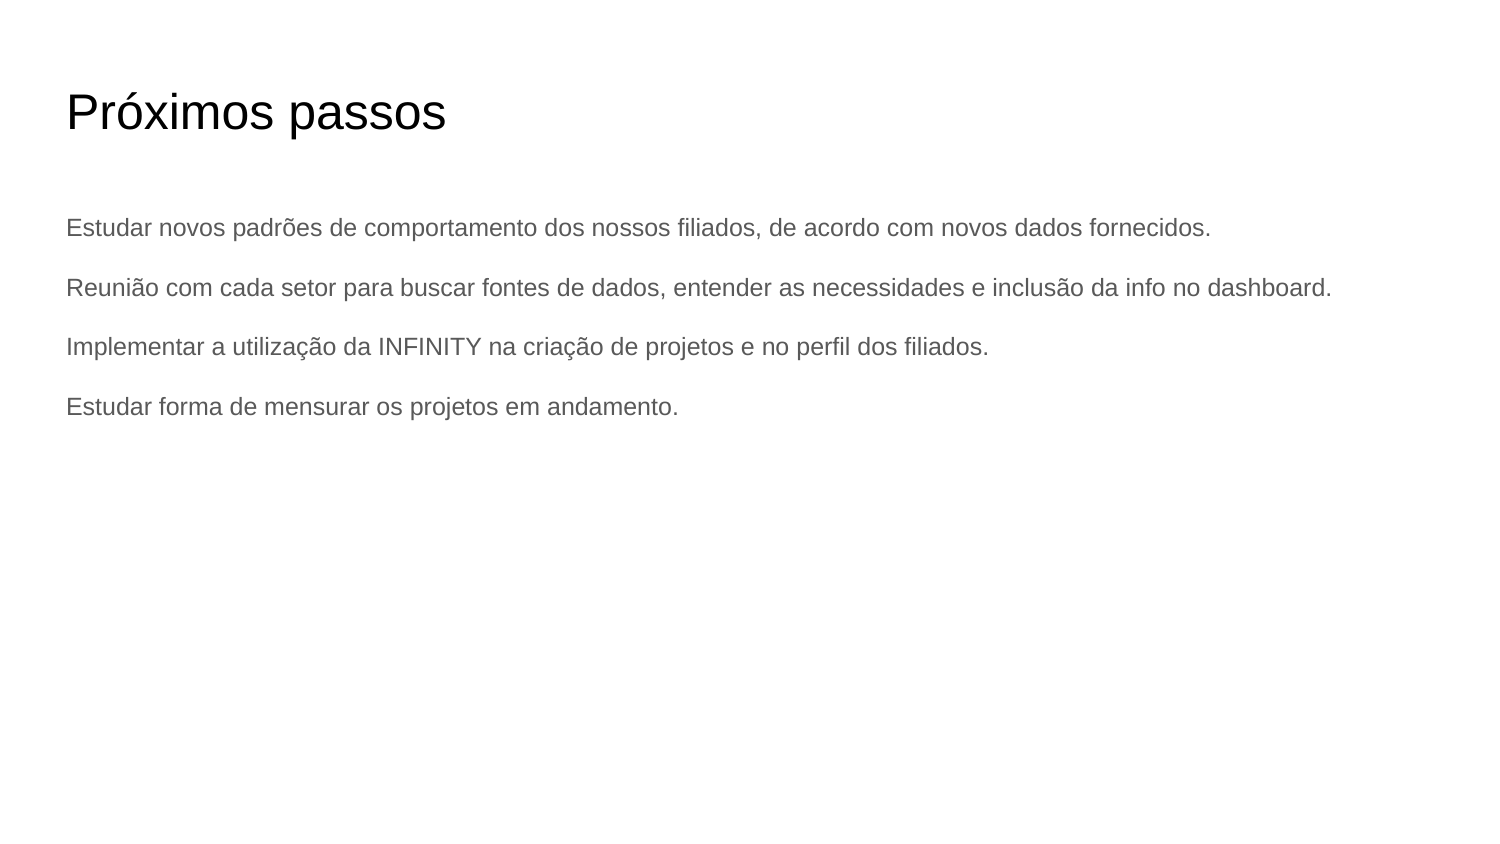 Próximos passos
Estudar novos padrões de comportamento dos nossos filiados, de acordo com novos dados fornecidos.
Reunião com cada setor para buscar fontes de dados, entender as necessidades e inclusão da info no dashboard.
Implementar a utilização da INFINITY na criação de projetos e no perfil dos filiados.
Estudar forma de mensurar os projetos em andamento.